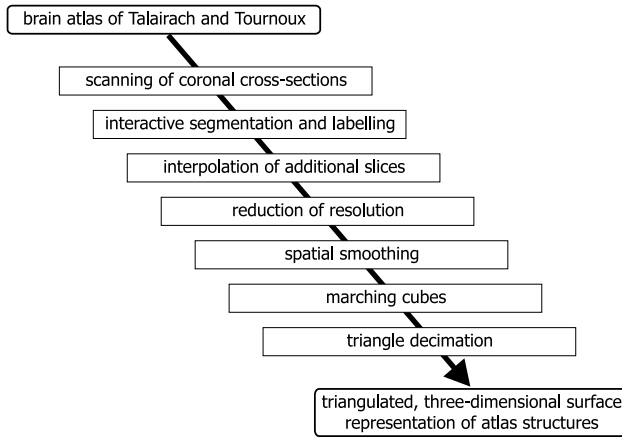 brain atlas of Talairach and Tournoux
scanning of coronal cross-sections
interactive segmentation and labelling
interpolation of additional slices
reduction of resolution
spatial smoothing
marching cubes
triangle decimation
triangulated, three-dimensional surface
representation of atlas structures